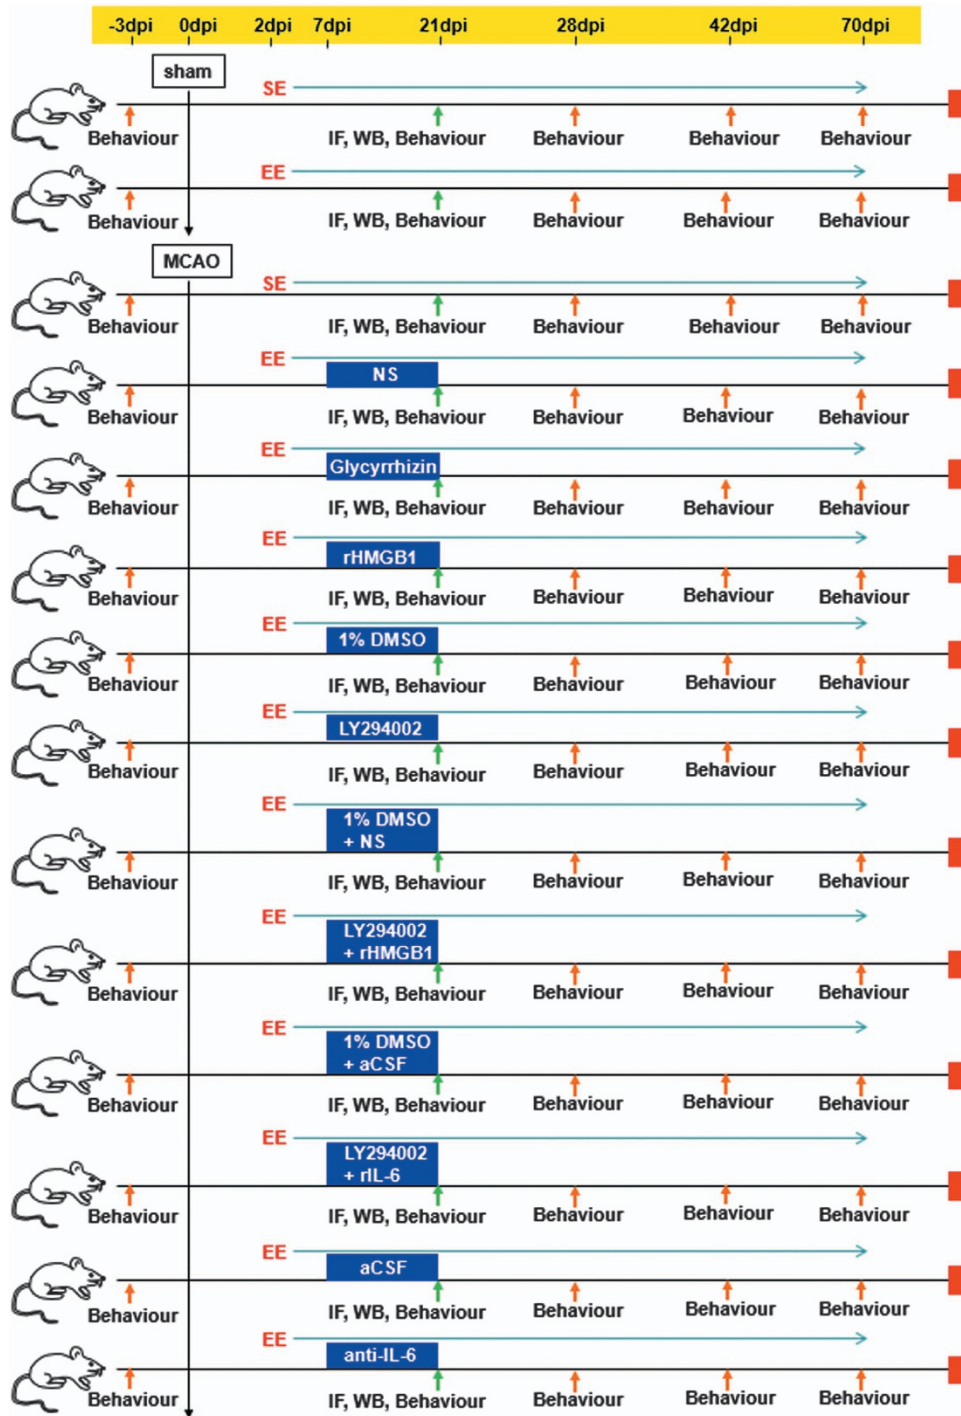 -3dpi 0dpi 2dpi 7dpi 21dpi 28dpi 42dpi 70dpi
sham
SE
Behaviour IF, WB, Behaviour Behaviour Behaviour Behaviour
EE
Behaviour IF, WB, Behaviour Behaviour Behaviour Behaviour
MCAO
SE
Behaviour IF, WB, Behaviour Behaviour Behaviour Behaviour
EE
NS
Behaviour IF, WB, Behaviour Behaviour Behaviour Behaviour
EE
Glycyrrhizin
Behaviour IF, WB, Behaviour Behaviour Behaviour Behaviour
EE
rHMGB1
Behaviour IF, WB, Behaviour Behaviour Behaviour Behaviour
EE
1% DMSO
Behaviour IF, WB, Behaviour Behaviour Behaviour Behaviour
EE
LY294002
Behaviour IF, WB, Behaviour Behaviour Behaviour Behaviour
EE
1% DMSO
+ NS
Behaviour IF, WB, Behaviour Behaviour Behaviour Behaviour
EE
LY294002
+ rHMGB1
Behaviour IF, WB, Behaviour Behaviour Behaviour Behaviour
EE
1% DMSO
+ aCSF
Behaviour IF, WB, Behaviour Behaviour Behaviour Behaviour
EE
LY294002
+ rIL-6
Behaviour IF, WB, Behaviour Behaviour Behaviour Behaviour
EE
aCSF
Behaviour IF, WB, Behaviour Behaviour Behaviour Behaviour
EE
anti-IL-6
Behaviour IF, WB, Behaviour Behaviour Behaviour Behaviour